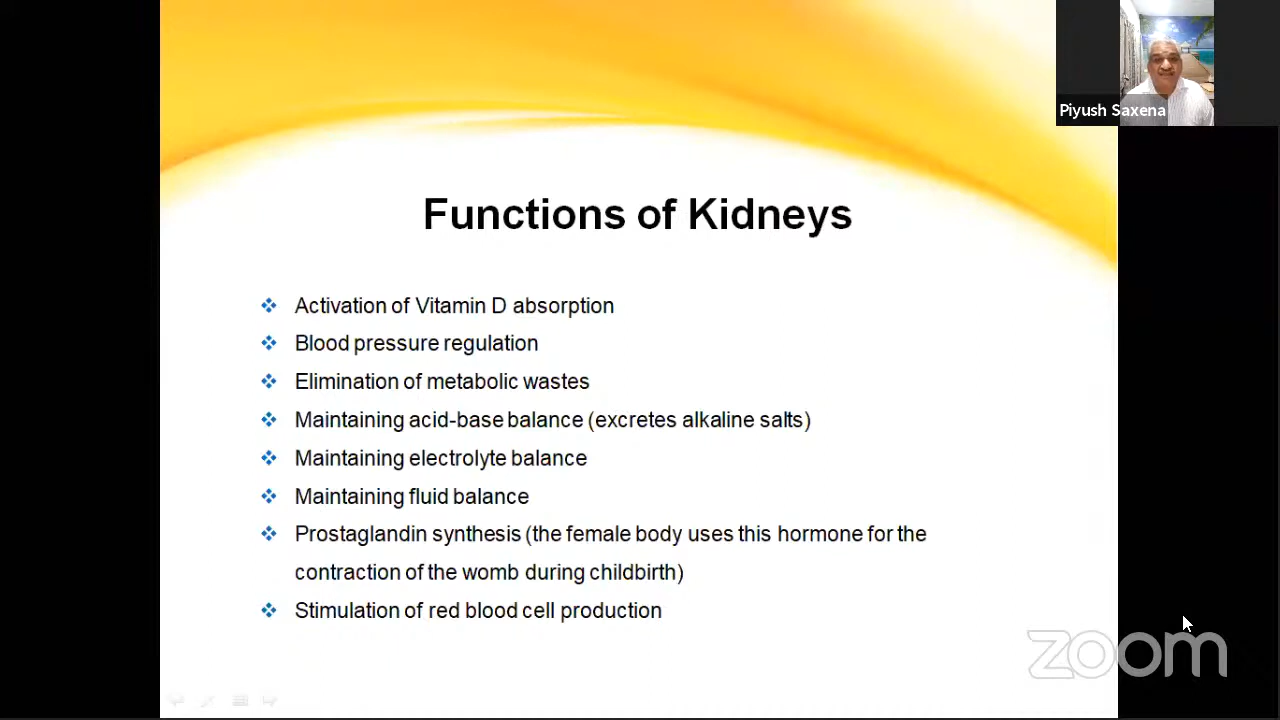 Piyush Saxena
Functions of Kidneys
Activation of Vitamin D absorption
Blood pressure regulation
Elimination of metabolic wastes
Maintaining acid-base balance (excretes alkaline salts)
Maintaining electrolyte balance
Maintaining fluid balance
Prostaglandin synthesis (the female body uses this hormone for the
contraction of the womb during childbirth)
Stimulation of red blood cell production
zoom